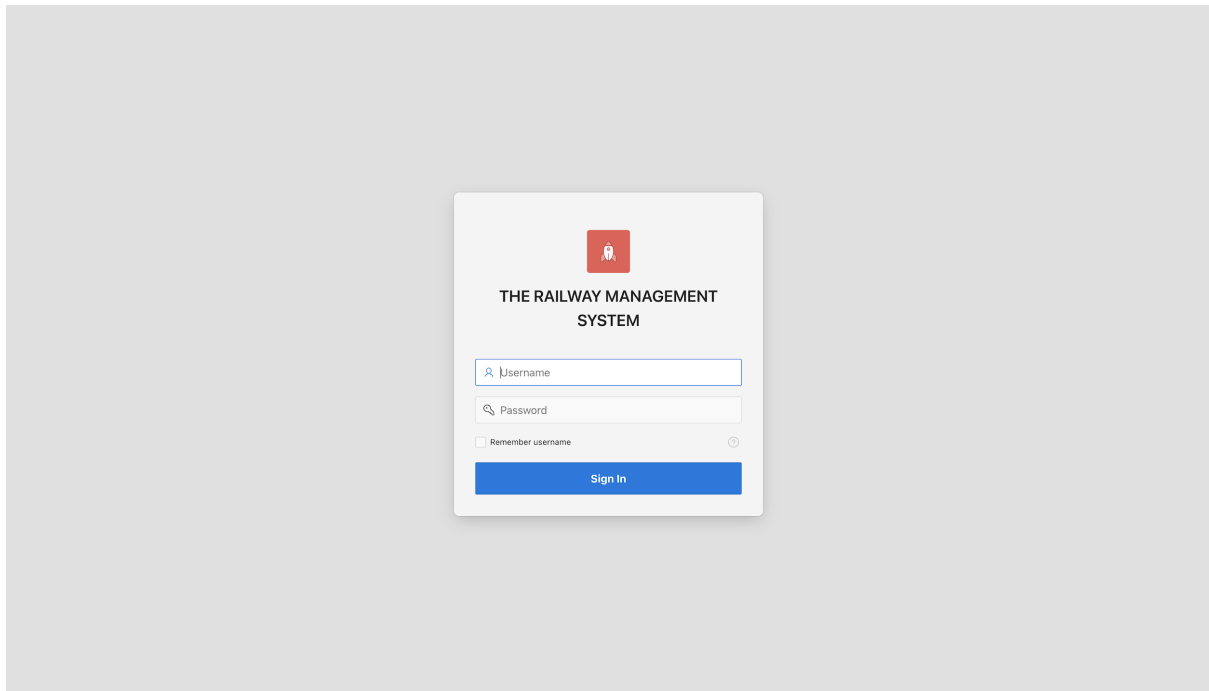 THE RAILWAY MANAGEMENT
SYSTEM
Username
Password
Remember username
?
Sign In